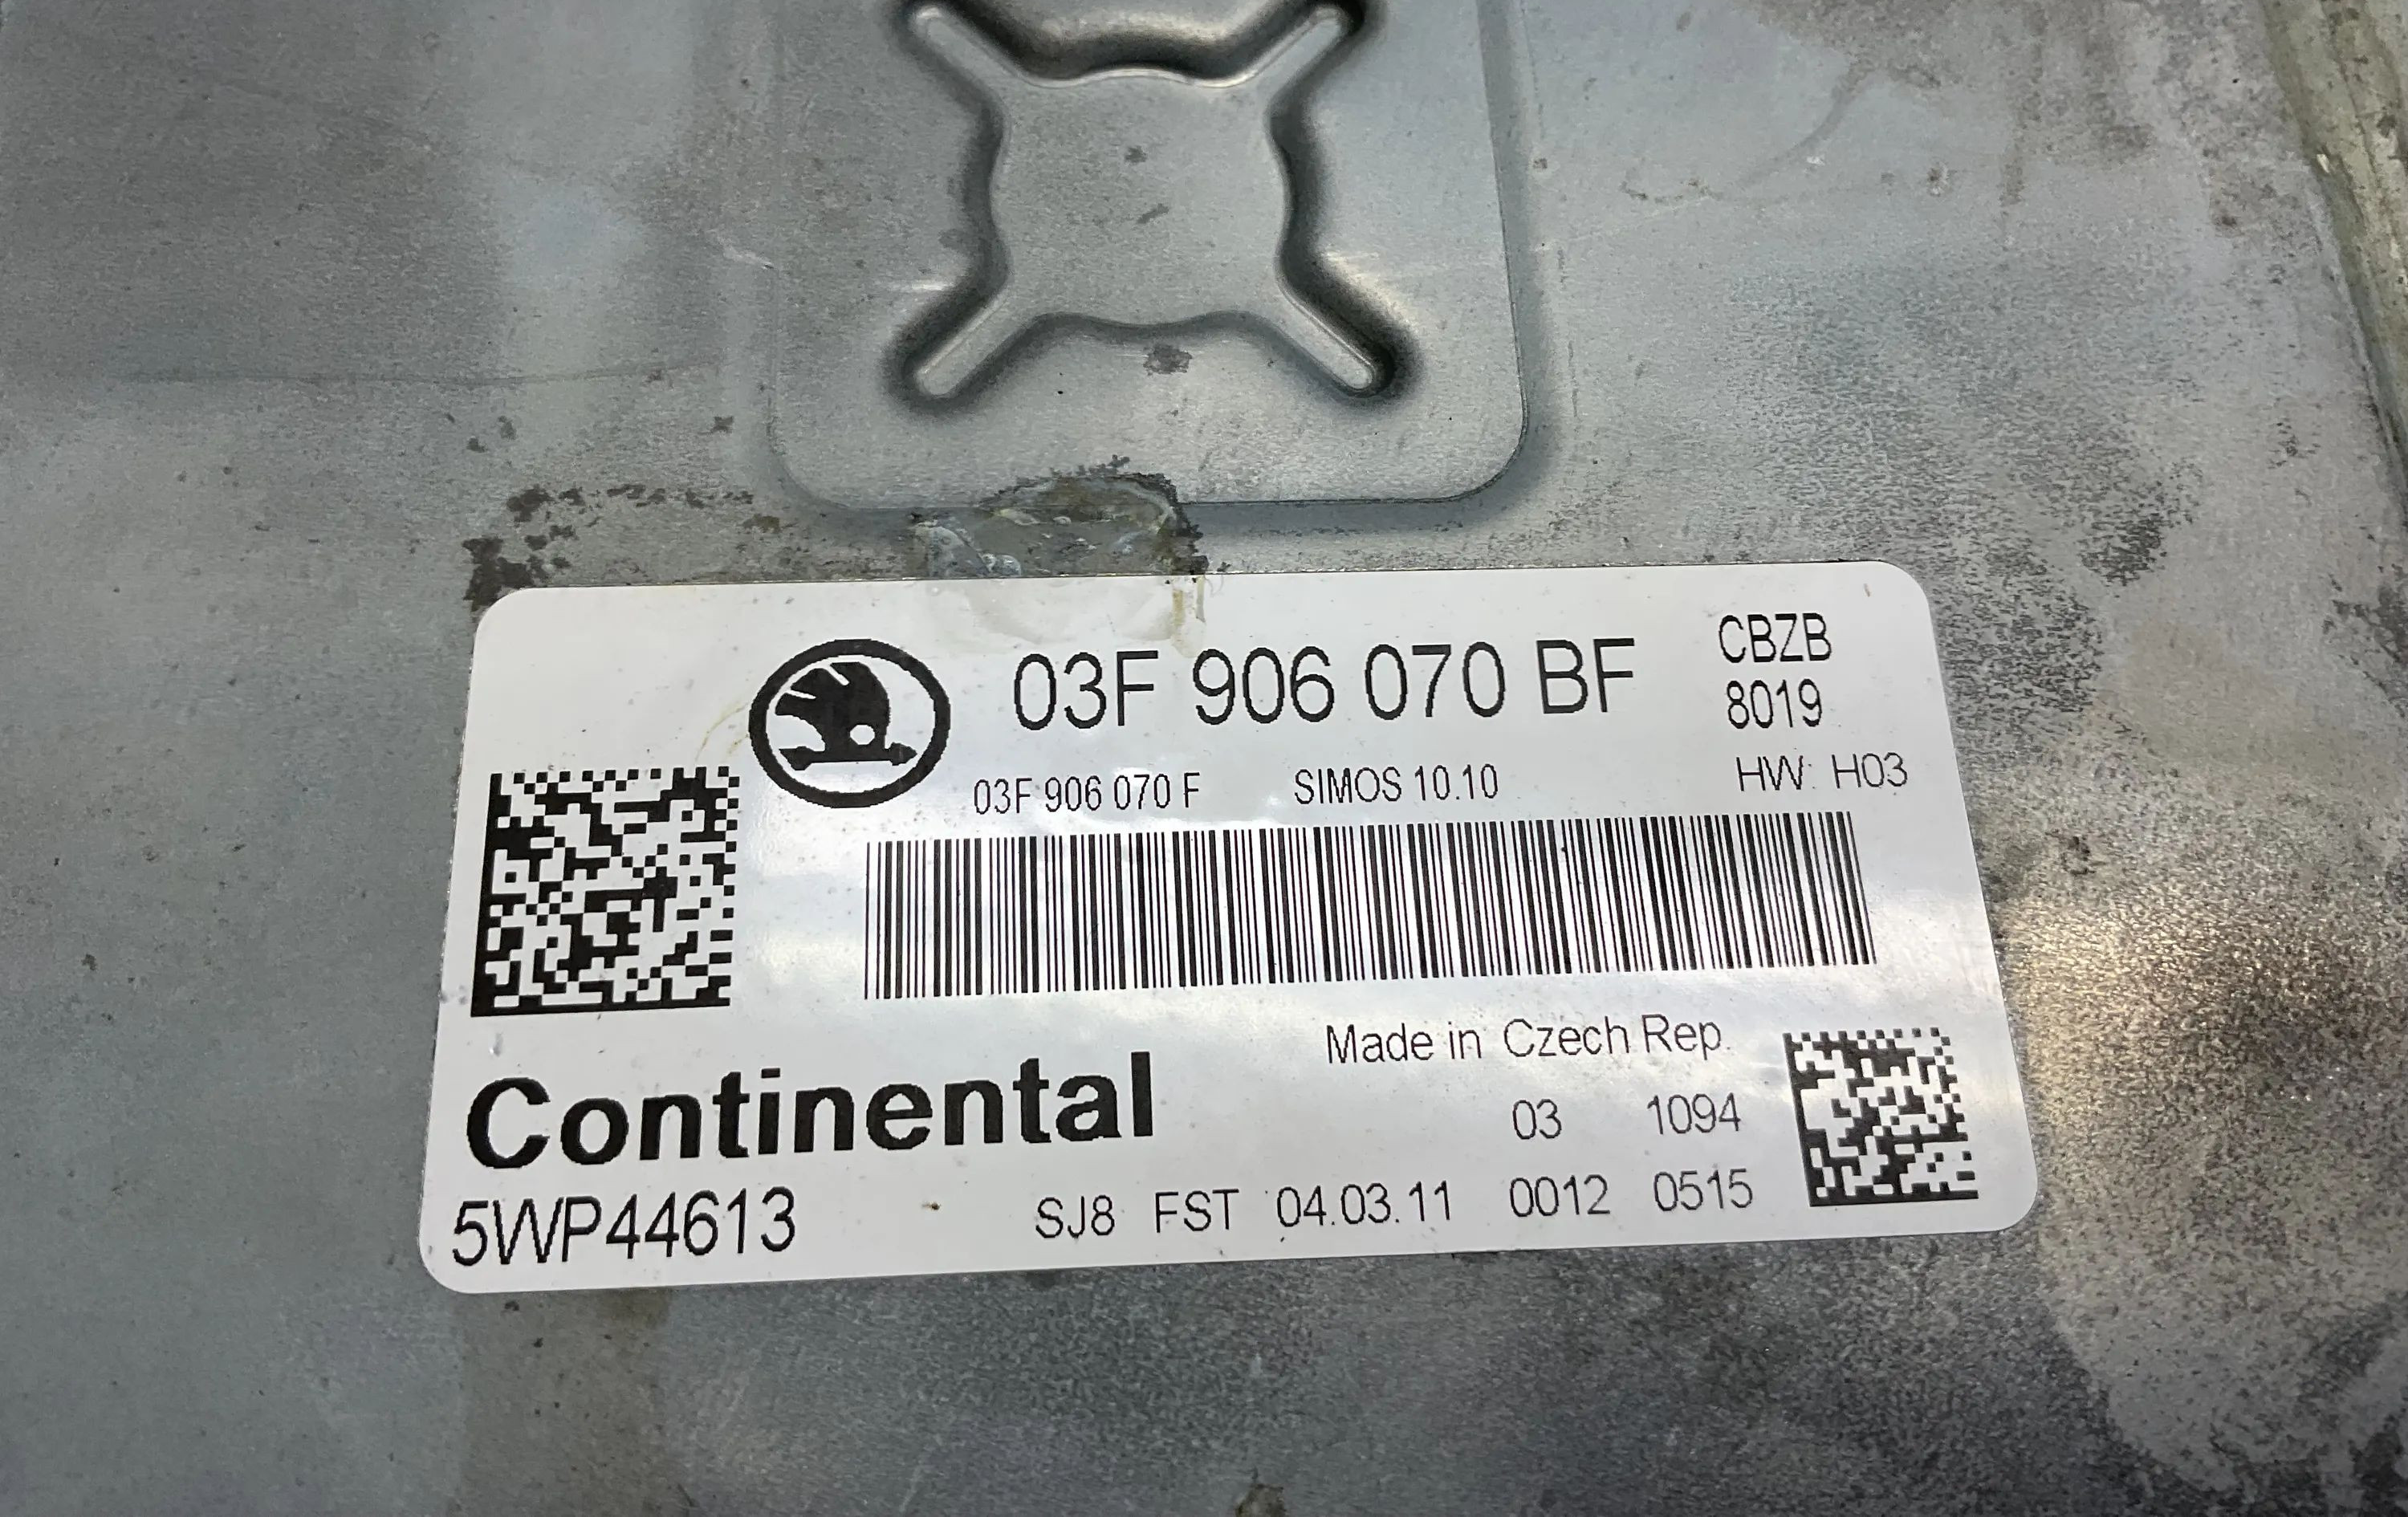 03F 906 070 BF
CBZB
8019
03F 906 070 F SIMOS 10.10 HW: H03
Made in Czech Rep.
Continental
03 1094
5WP44613 SJ8 FST 04.03.11 0012 0515